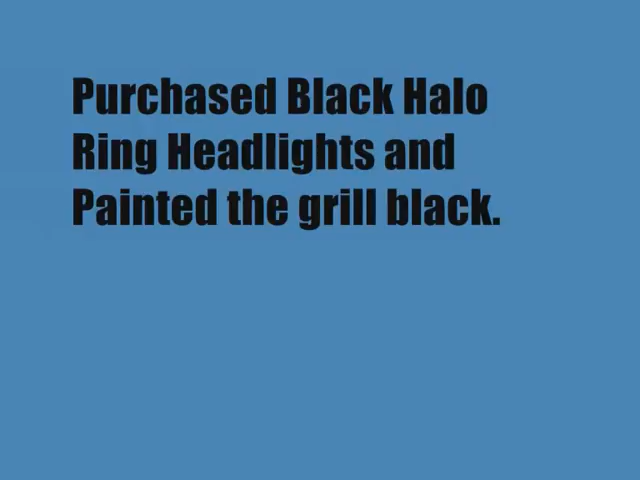 Purchased Black Halo
Ring Headlights and
Painted the grill black.